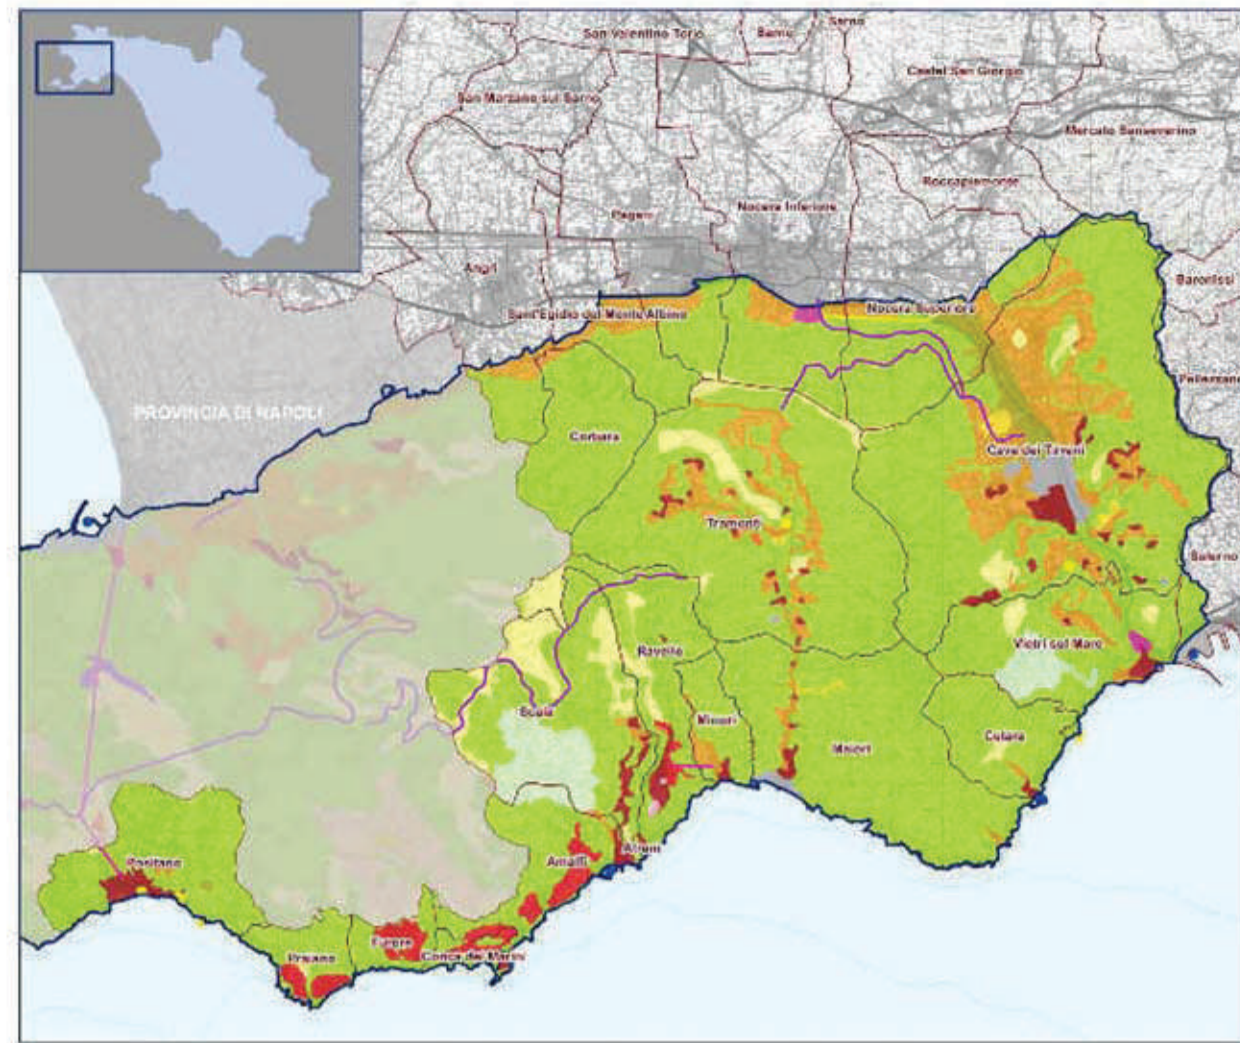 Sarno
San Valentino Torio
Sarno
Castel San Giorgio
San Marzano sul Sarno
Mercato Sanseverino
Roccapiemonte
Pagani
Nocera Inferiore
Angri
Baronissi
Sant'Egidio del Monte Albino
Nocera Superiore
Pellezzano
PROVINCIA DI NAPOLI
Corbara
Cava dei Tirreni
Tramonti
Salerno
Vietri sul Mare
Ravello
Scala
Minori
Maiori
Cetara
Atrani
Amalfi
Positano
Furore
Conca dei Marini
Praiano